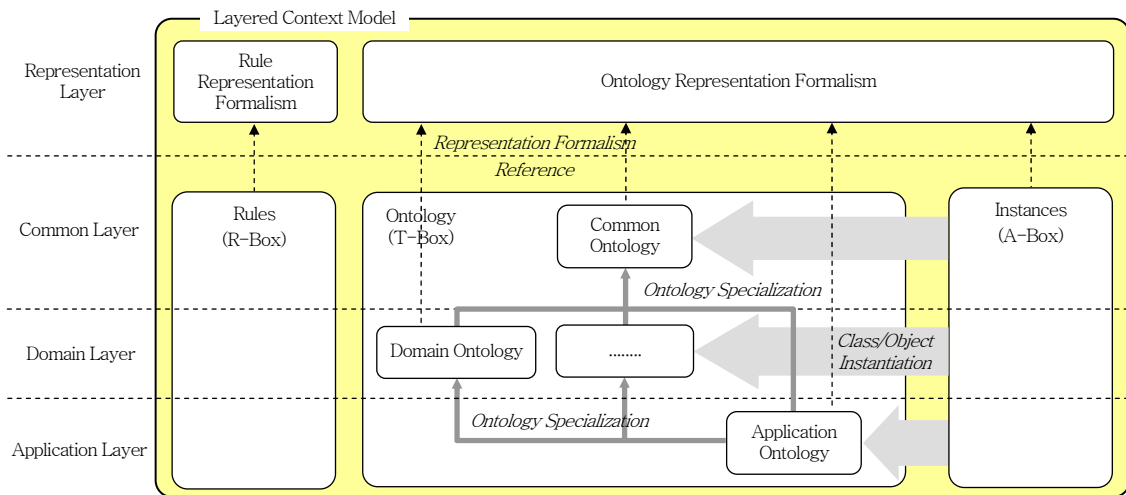 Layered Context Model
Representation
Layer
Rule
Representation
Formalism
Ontology Representation Formalism
Representation Formalism
Reference
Common Layer
Rules
(R-Box)
Ontology
(T-Box)
Common
Ontology
Instances
(A-Box)
Ontology Specialization
Domain Layer
Domain Ontology
........
Class/Object
Instantiation
Ontology Specialization
Application Layer
Application
Ontology